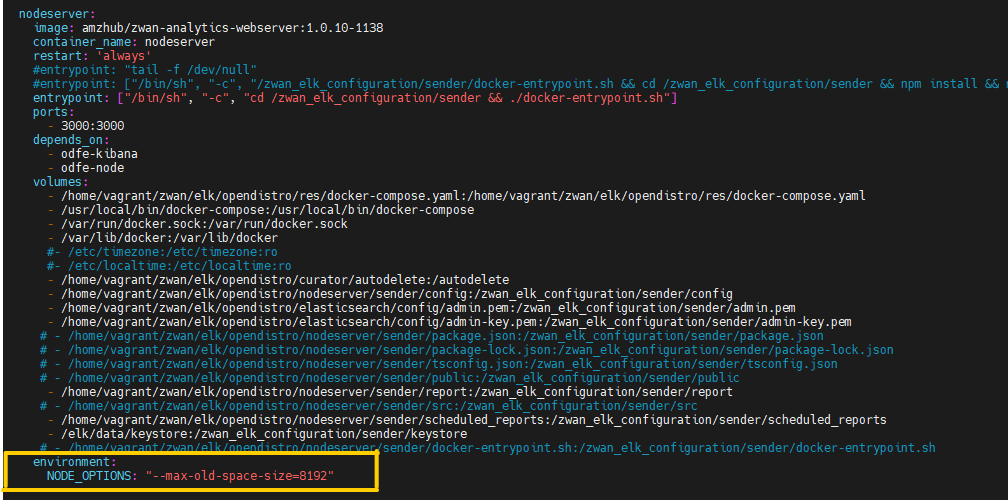 nodeserver:
image: amzhub/zwan-analytics-webserver:1.0.10-1138
container_name: nodeserver
restart: 'always'
#entrypoint: "tail -f /dev/null"
#entrypoint: ["/bin/sh", "-c", "/zwan_elk_configuration/sender/docker-entrypoint.sh && cd /zwan_elk_configuration/sender && npm install &&
entrypoint: ["/bin/sh", "-c", "cd /zwan_elk_configuration/sender && ./docker-entrypoint.sh"]
ports:
- 3000:3000
depends_on:
- odfe-kibana
- odfe-node
volumes:
- /home/vagrant/zwan/elk/opendistro/res/docker-compose.yaml:/home/vagrant/zwan/elk/opendistro/res/docker-compose.yaml
- /usr/local/bin/docker-compose:/usr/local/bin/docker-compose
- /var/run/docker.sock:/var/run/docker.sock
- /var/lib/docker:/var/lib/docker
#- /etc/timezone:/etc/timezone:ro
#- /etc/localtime:/etc/localtime:ro
- /home/vagrant/zwan/elk/opendistro/curator/autodelete:/autodelete
- /home/vagrant/zwan/elk/opendistro/nodeserver/sender/config:/zwan_elk_configuration/sender/config
- /home/vagrant/zwan/elk/opendistro/elasticsearch/config/admin.pem:/zwan_elk_configuration/sender/admin.pem
- /home/vagrant/zwan/elk/opendistro/elasticsearch/config/admin-key.pem:/zwan_elk_configuration/sender/admin-key.pem
# - /home/vagrant/zwan/elk/opendistro/nodeserver/sender/package.json:/zwan_elk_configuration/sender/package.json
# - /home/vagrant/zwan/elk/opendistro/nodeserver/sender/package-lock.json:/zwan_elk_configuration/sender/package-lock.json
# - /home/vagrant/zwan/elk/opendistro/nodeserver/sender/tsconfig.json:/zwan_elk_configuration/sender/tsconfig.json
# - /home/vagrant/zwan/elk/opendistro/nodeserver/sender/public:/zwan_elk_configuration/sender/public
- /home/vagrant/zwan/elk/opendistro/nodeserver/sender/report:/zwan_elk_configuration/sender/report
# - /home/vagrant/zwan/elk/opendistro/nodeserver/sender/src:/zwan_elk_configuration/sender/src
- /home/vagrant/zwan/elk/opendistro/nodeserver/sender/scheduled_reports:/zwan_elk_configuration/sender/scheduled_reports
- /elk/data/keystore:/zwan_elk_configuration/sender/keystore
# - /home/vagrant/zwan/elk/opendistro/nodeserver/sender/docker-entrypoint.sh:/zwan_elk_configuration/sender/docker-entrypoint.sh
environment:
NODE_OPTIONS: "--max-old-space-size=8192"